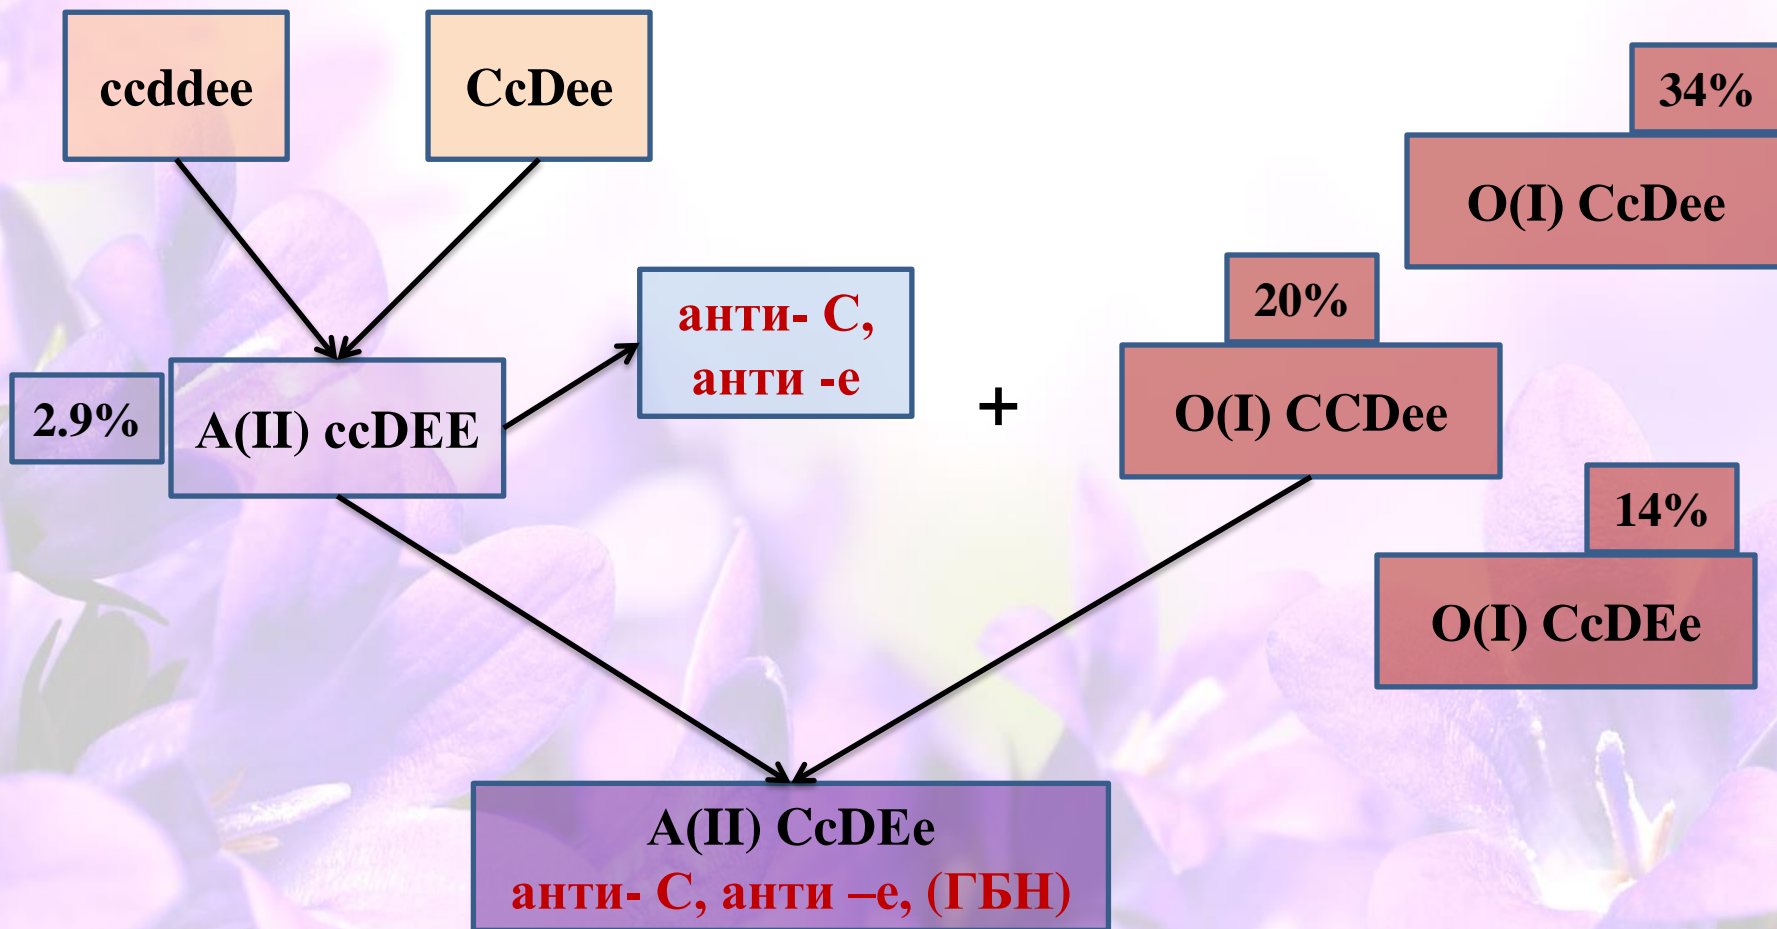 ccddee
CcDee
34%
O(I) CcDee
20%
анти- С,
анти -е
O(I) CCDee
+
2.9%
A(II) ccDEE
14%
O(I) CcDEe
A(II) CcDEe
анти- С, анти –е, (ГБН)